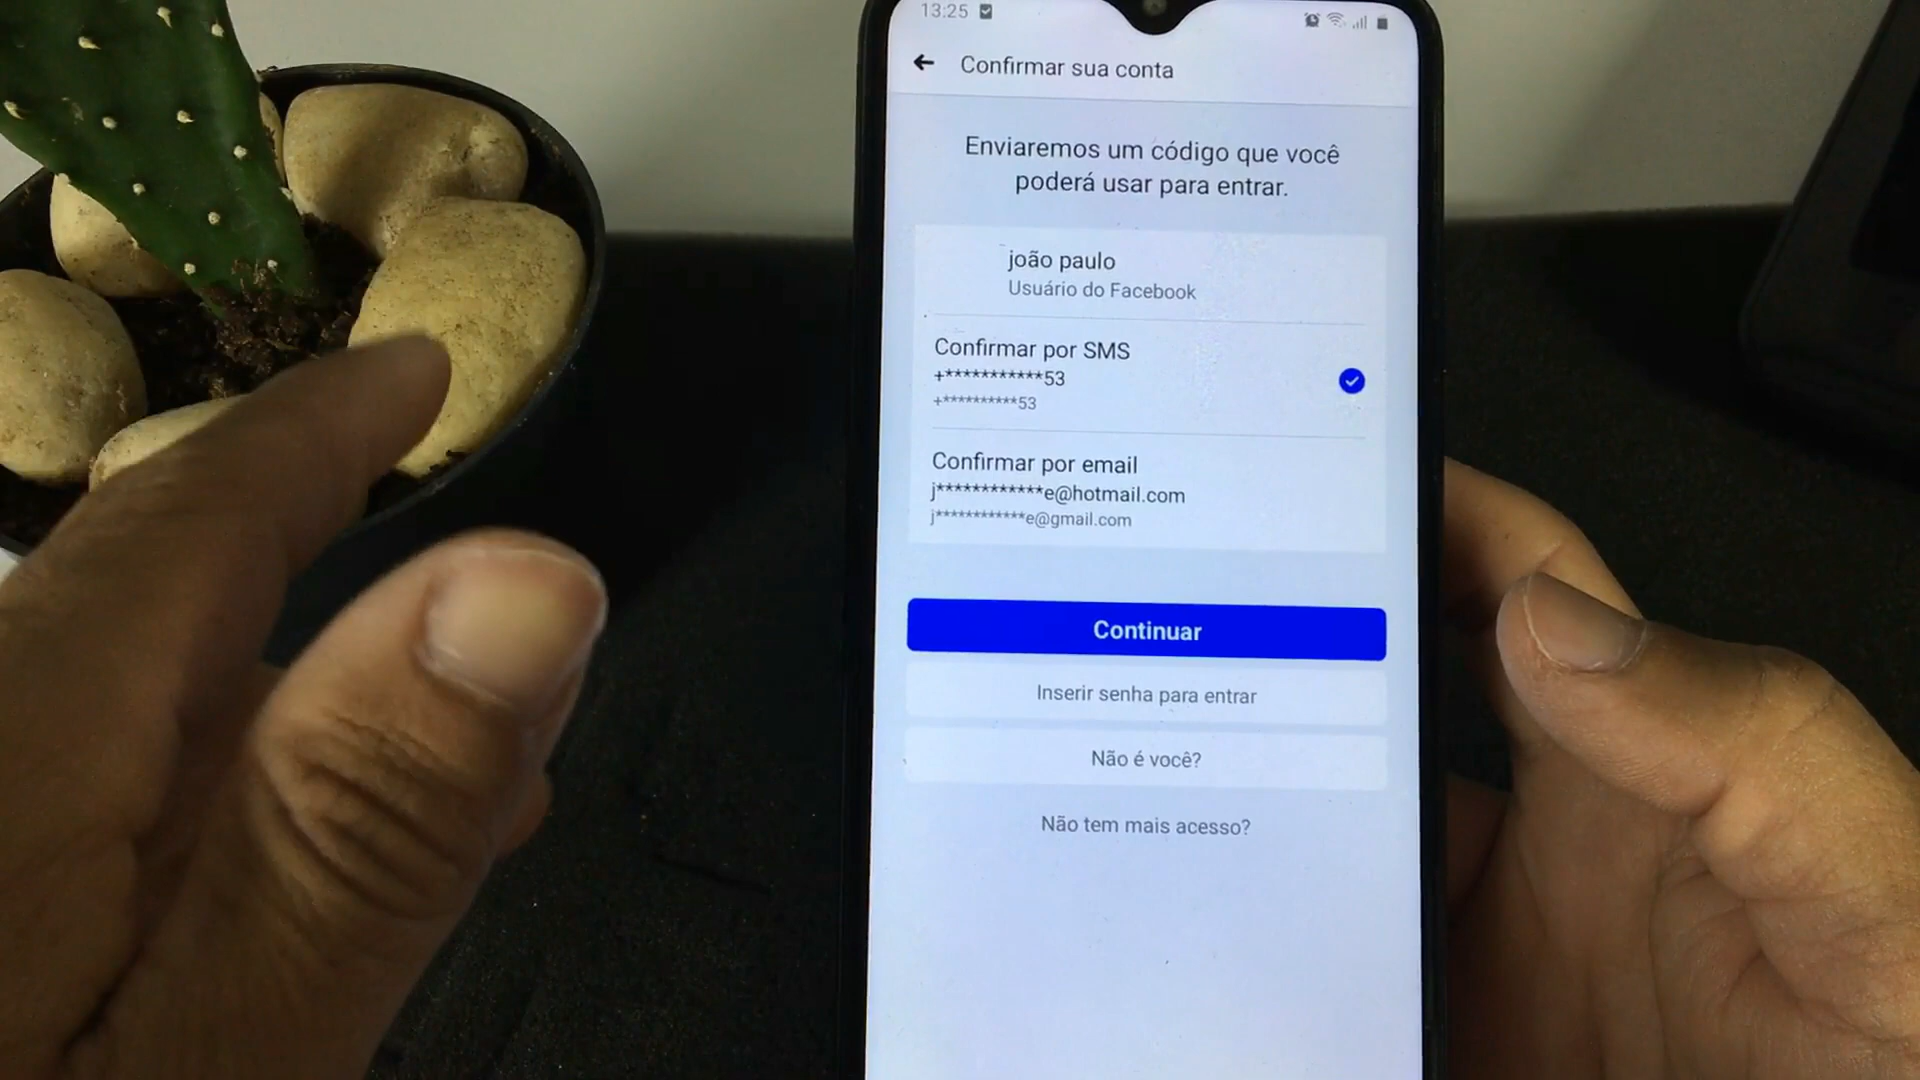 13:25
Confirmar sua conta
Enviaremos um código que você
poderá usar para entrar.
joão paulo
Usuário do Facebook
Confirmar por SMS
+***********53
+**********53
Confirmar por email
j************e@hotmail.com
j************e@gmail.com
Continuar
Inserir senha para entrar
Não é você?
Não tem mais acesso?